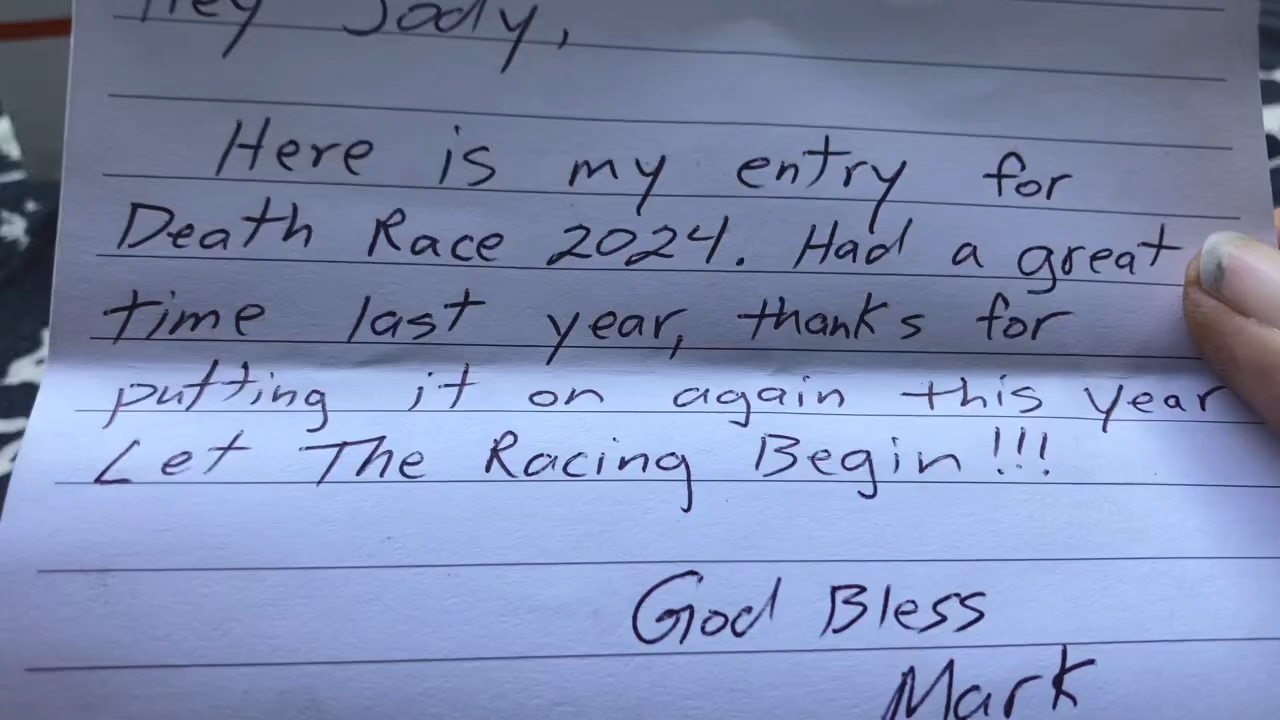 Hey Jody,
Here is my entry for
Death Race 2024. Had a great
time last year, thanks for
putting it on again this year
Let The Racing Begin!!!
God Bless
Mark